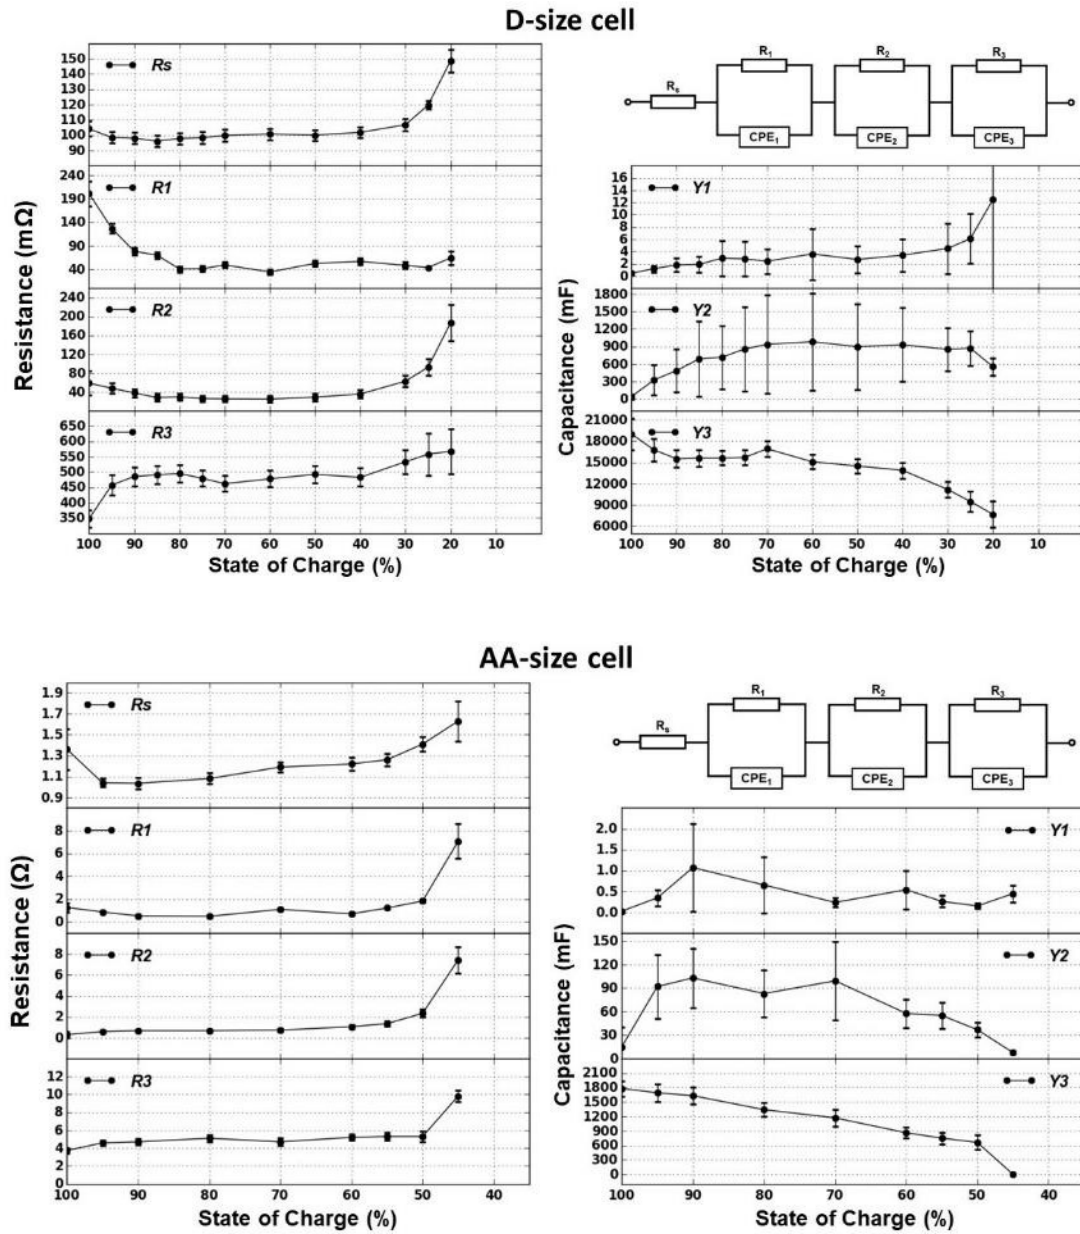 D-size cell
Resistance (mΩ)
150
140
130
120
110
100
90
Rs
240
190
140
90
40
R1
240
200
160
120
80
40
R2
650
600
550
500
450
400
350
R3
100 90 80 70 60 50 40 30 20 10
State of Charge (%)
Rs
R1
CPE1
R2
CPE2
R3
CPE3
Capacitance (mF)
16
14
12
10
8
6
4
2
0
Y1
1800
1500
1200
900
600
300
0
Y2
21000
18000
15000
12000
9000
6000
Y3
100 90 80 70 60 50 40 30 20 10
State of Charge (%)
AA-size cell
Resistance (Ω)
1.9
1.7
1.5
1.3
1.1
0.9
Rs
8
6
4
2
0
R1
8
6
4
2
0
R2
12
10
8
6
4
2
0
R3
100 90 80 70 60 50 40
State of Charge (%)
Rs
R1
CPE1
R2
CPE2
R3
CPE3
Capacitance (mF)
2.0
1.5
1.0
0.5
0.0
Y1
150
120
90
60
30
0
Y2
2100
1800
1500
1200
900
600
300
0
Y3
100 90 80 70 60 50 40
State of Charge (%)